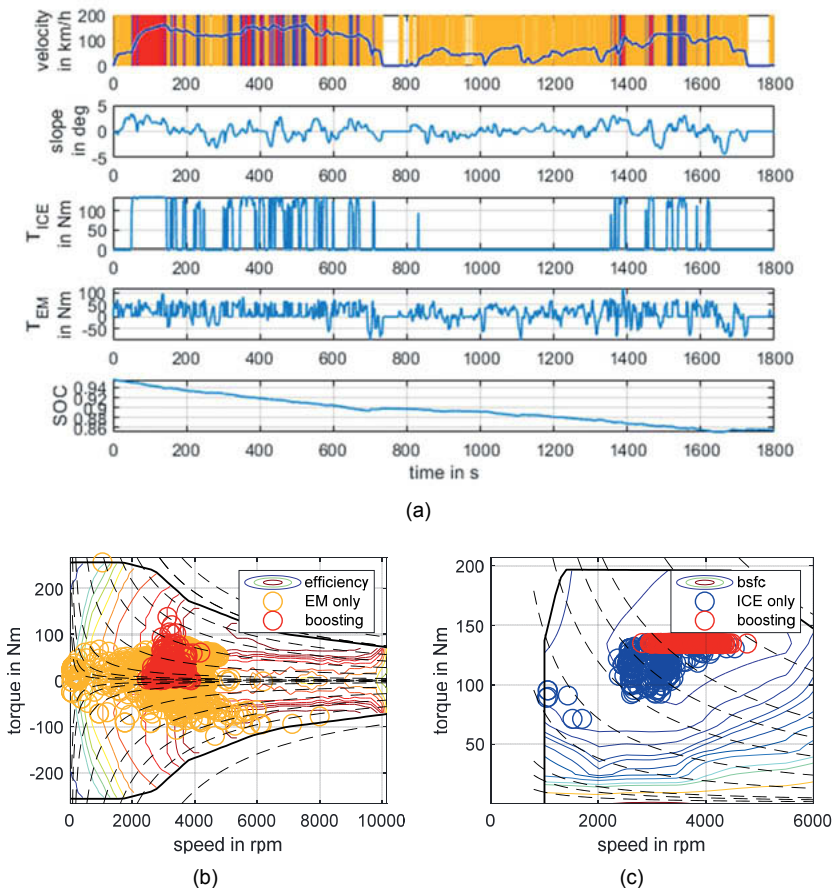 velocity
in km/h
200
100
0
0 200 400 600 800 1000 1200 1400 1600 1800
slope
in deg
5
0
-5
0 200 400 600 800 1000 1200 1400 1600 1800
T_ICE
in Nm
100
50
0
0 200 400 600 800 1000 1200 1400 1600 1800
T_EM
in Nm
100
50
0
-50
0 200 400 600 800 1000 1200 1400 1600 1800
SOC
0.94
0.92
0.9
0.88
0.86
0 200 400 600 800 1000 1200 1400 1600 1800
time in s
(a)
torque in Nm
200
100
0
-100
-200
0 2000 4000 6000 8000 10000
speed in rpm
efficiency
EM only
boosting
(b)
torque in Nm
200
150
100
50
2000 4000 6000
speed in rpm
bsfc
ICE only
boosting
(c)